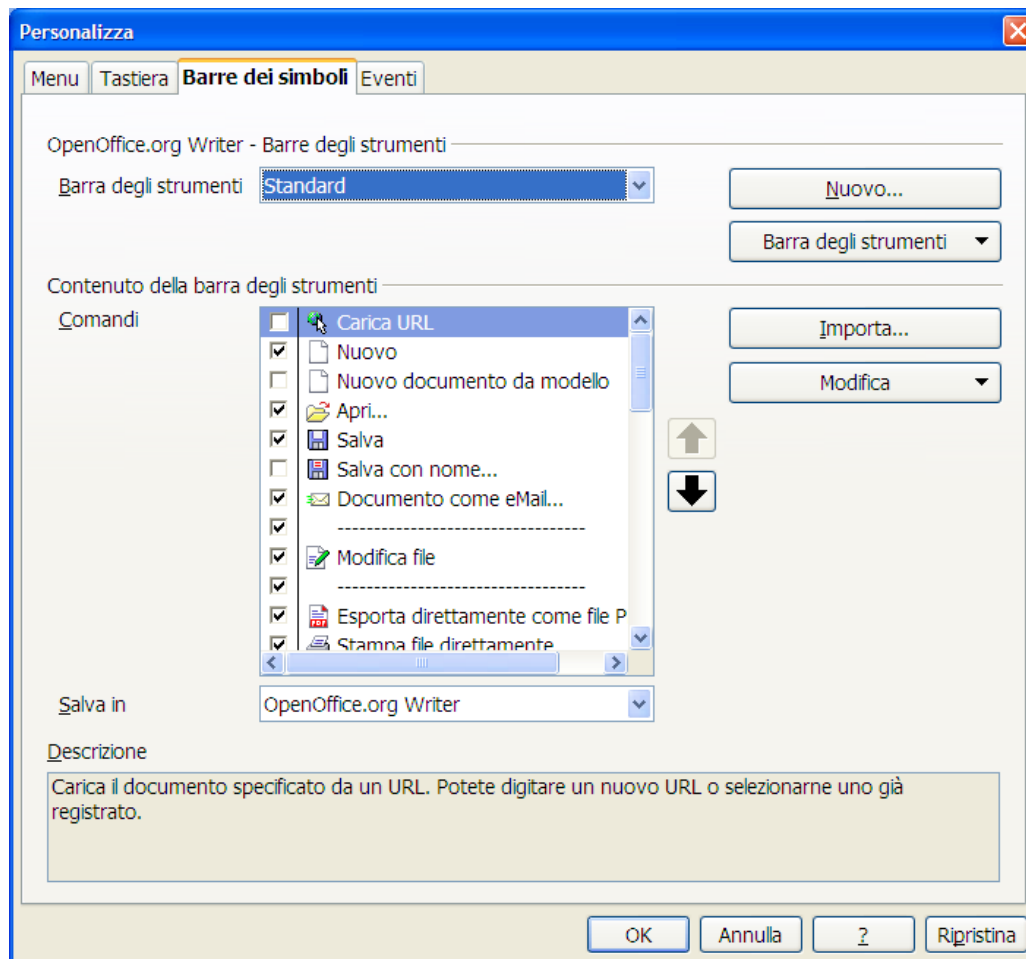 Personalizza
Menu Tastiera Barre dei simboli Eventi
OpenOffice.org Writer - Barre degli strumenti
Barra degli strumenti Standard Nuovo...
Barra degli strumenti
Contenuto della barra degli strumenti
Comandi Carica URL Importa...
Nuovo
Nuovo documento da modello Modifica
Apri...
Salva
Salva con nome...
Documento come eMail...
----------------------------------
Modifica file
----------------------------------
Esporta direttamente come file P
Stampa file direttamente
Salva in OpenOffice.org Writer
Descrizione
Carica il documento specificato da un URL. Potete digitare un nuovo URL o selezionarne uno già
registrato.
OK Annulla ? Ripristina